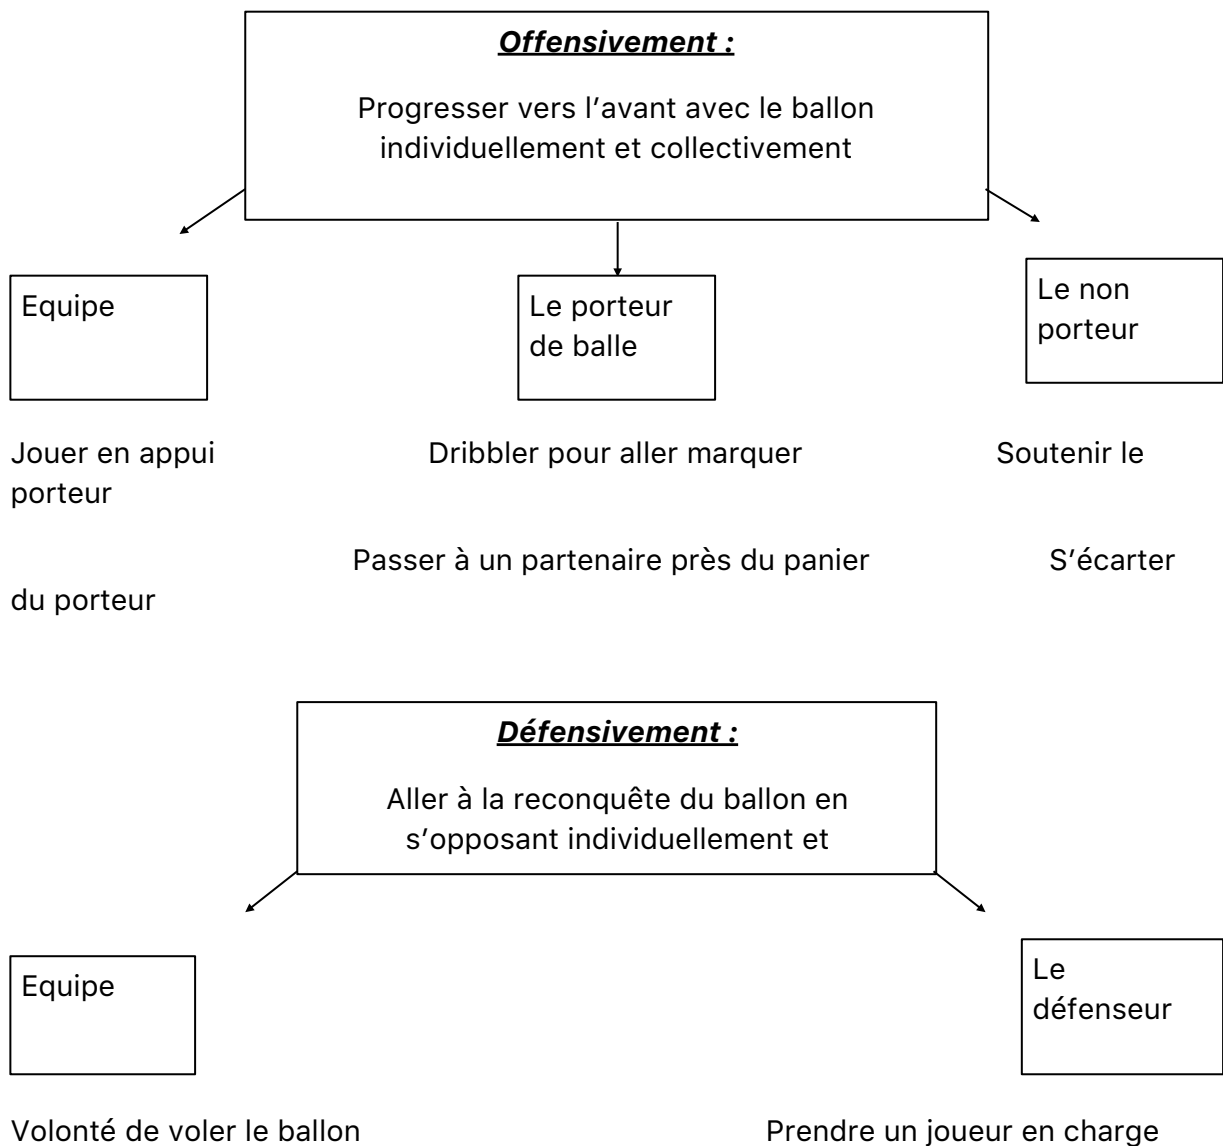 Offensivement :
Progresser vers l’avant avec le ballon
individuellement et collectivement
Equipe
Le porteur
de balle
Le non
porteur
Jouer en appui Dribbler pour aller marquer Soutenir le
porteur
Passer à un partenaire près du panier S’écarter
du porteur
Défensivement :
Aller à la reconquête du ballon en
s’opposant individuellement et
Equipe
Le
défenseur
Volonté de voler le ballon Prendre un joueur en charge